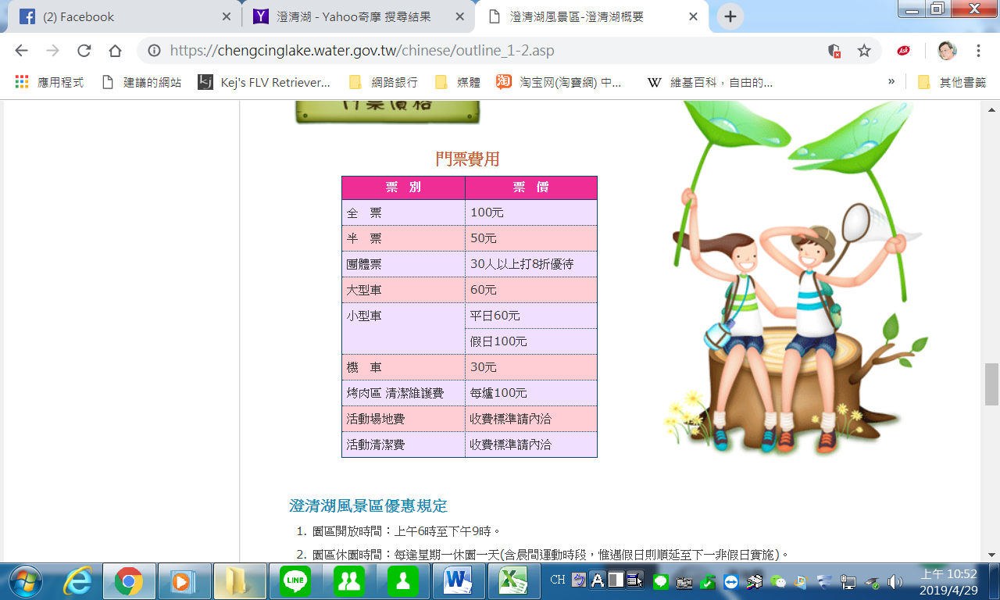 (2) Facebook
澄清湖 - Yahoo奇摩 搜尋結果
澄清湖風景區-澄清湖概要
https://chengcinglake.water.gov.tw/chinese/outline_1-2.asp
Ask
應用程式 建議的網站 Kej's FLV Retriever... 網路銀行 媒體 淘宝网(淘寶網) 中... 維基百科，自由的... » 其他書籤
門票價格
門票費用
票 別 票 價
全 票 100元
半 票 50元
團體票 30人以上打8折優待
大型車 60元
小型車 平日60元
假日100元
機 車 30元
烤肉區 清潔維護費 每爐100元
活動場地費 收費標準請內洽
活動清潔費 收費標準請內洽
澄清湖風景區優惠規定
1. 園區開放時間：上午6時至下午9時。
2. 園區休園時間：每逢星期一休園一天(含晨間運動時段，惟遇假日則順延至下一非假日實施)。
LINE
CH
上午 10:52
2019/4/29